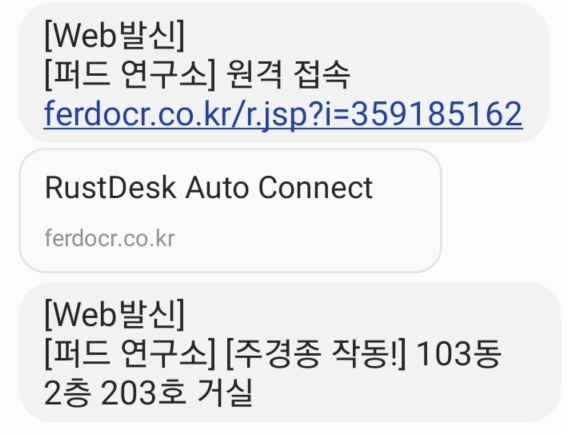 [Web발신]
[퍼드 연구소] 원격 접속
ferdocr.co.kr/r.jsp?i=359185162
RustDesk Auto Connect
ferdocr.co.kr
[Web발신]
[퍼드 연구소] [주경종 작동!] 103동
2층 203호 거실